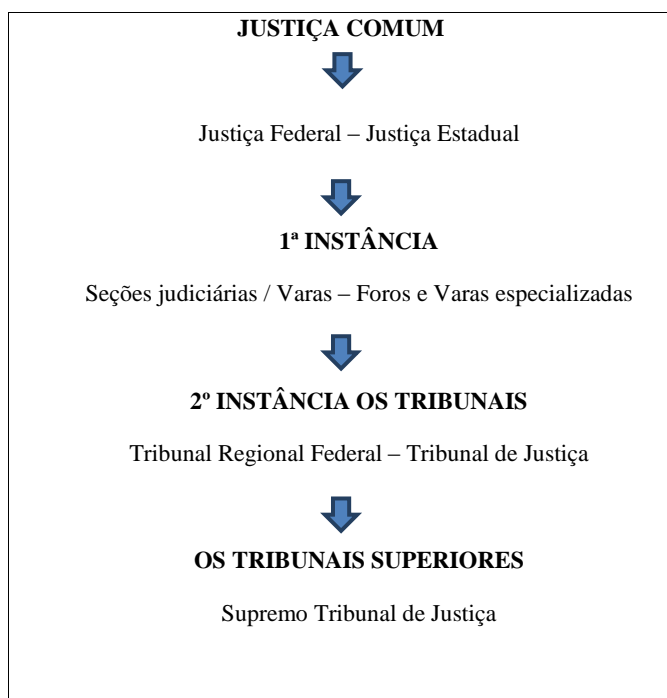 JUSTIÇA COMUM
Justiça Federal – Justiça Estadual
1ª INSTÂNCIA
Seções judiciárias / Varas – Foros e Varas especializadas
2º INSTÂNCIA OS TRIBUNAIS
Tribunal Regional Federal – Tribunal de Justiça
OS TRIBUNAIS SUPERIORES
Supremo Tribunal de Justiça